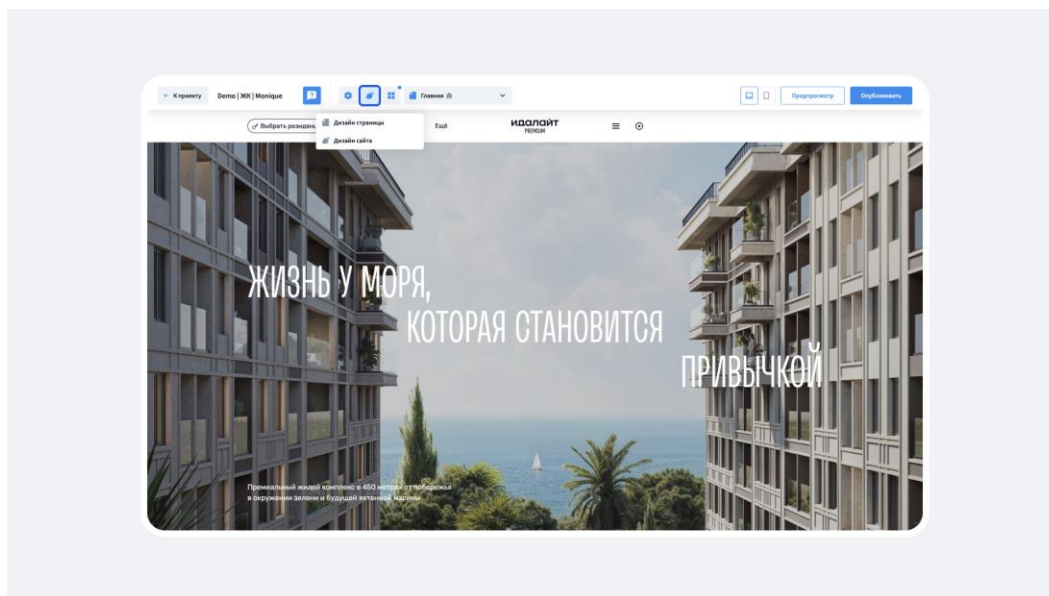 ← К проекту
Demo | ЖК | Monique
?
Главная
Предпросмотр
Опубликовать
Дизайн страницы
Дизайн сайта
Выбрать резиденц
Ещё
идалайт
PREMIUM
ЖИЗНЬ У МОРЯ,
КОТОРАЯ СТАНОВИТСЯ
ПРИВЫЧКОЙ
Премиальный жилой комплекс в 450 метрах от побережья
в окружении зелени и будущей яхтенной марины